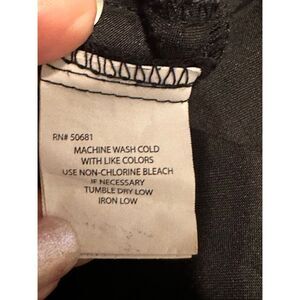 RN# 50681
MACHINE WASH COLD
WITH LIKE COLORS
USE NON-CHLORINE BLEACH
IF NECESSARY
TUMBLE DRY LOW
IRON LOW